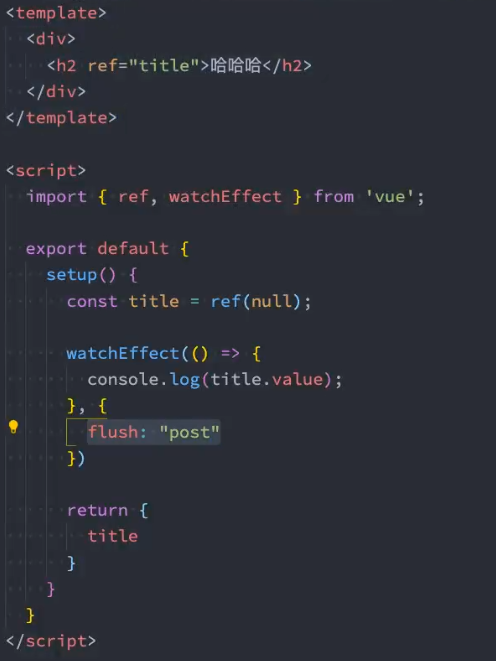 <template>
  <div>
    <h2 ref="title">哈哈哈</h2>
  </div>
</template>
<script>
  import { ref, watchEffect } from 'vue';
  export default {
    setup() {
      const title = ref(null);
      watchEffect(() => {
        console.log(title.value);
      }, {
        flush: "post"
      })
      return {
        title
      }
    }
  }
</script>